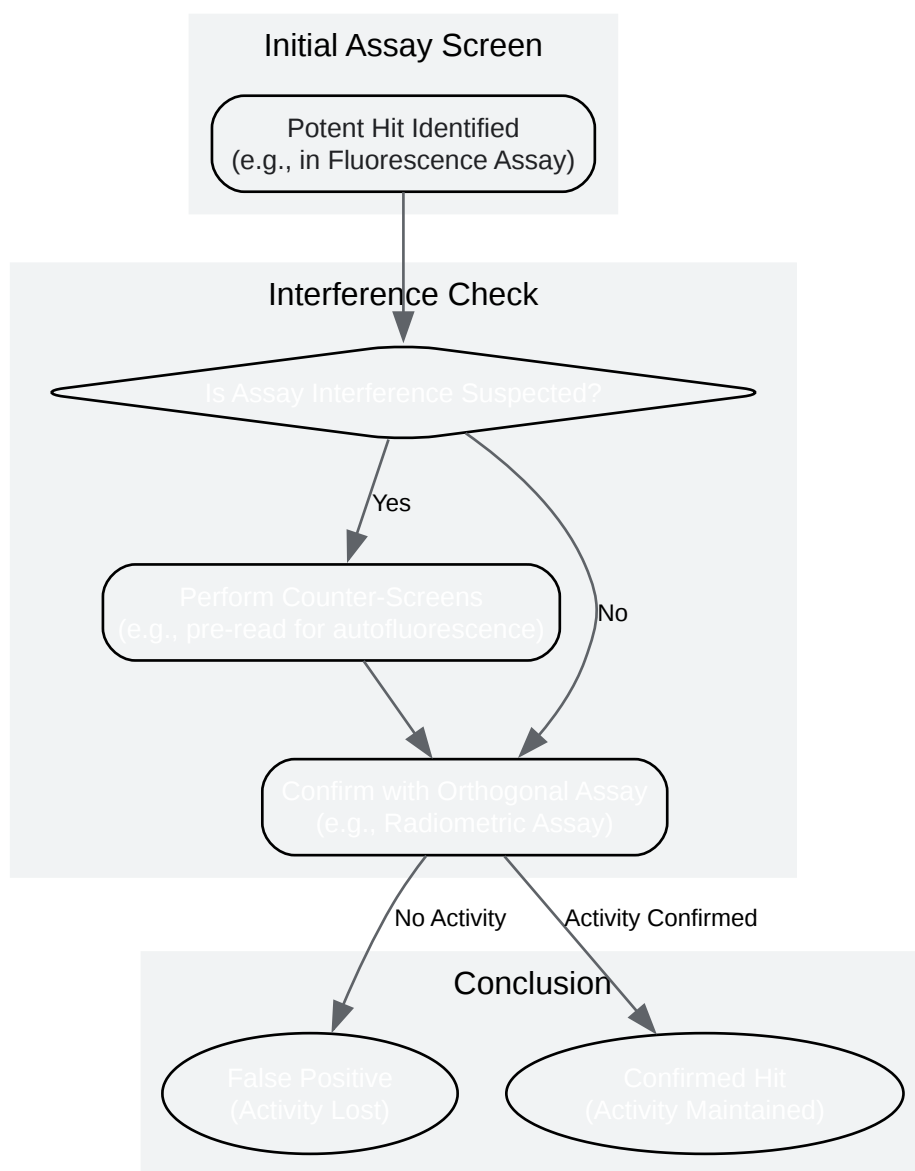 Initial Assay Screen
Potent Hit Identified
(e.g., in Fluorescence Assay)
Interference Check
Is Assay Interference Suspected?
Yes
Perform Counter-Screens
(e.g., pre-read for autofluorescence)
No
Confirm with Orthogonal Assay
(e.g., Radiometric Assay)
No Activity
Activity Confirmed
Conclusion
False Positive
(Activity Lost)
Confirmed Hit
(Activity Maintained)